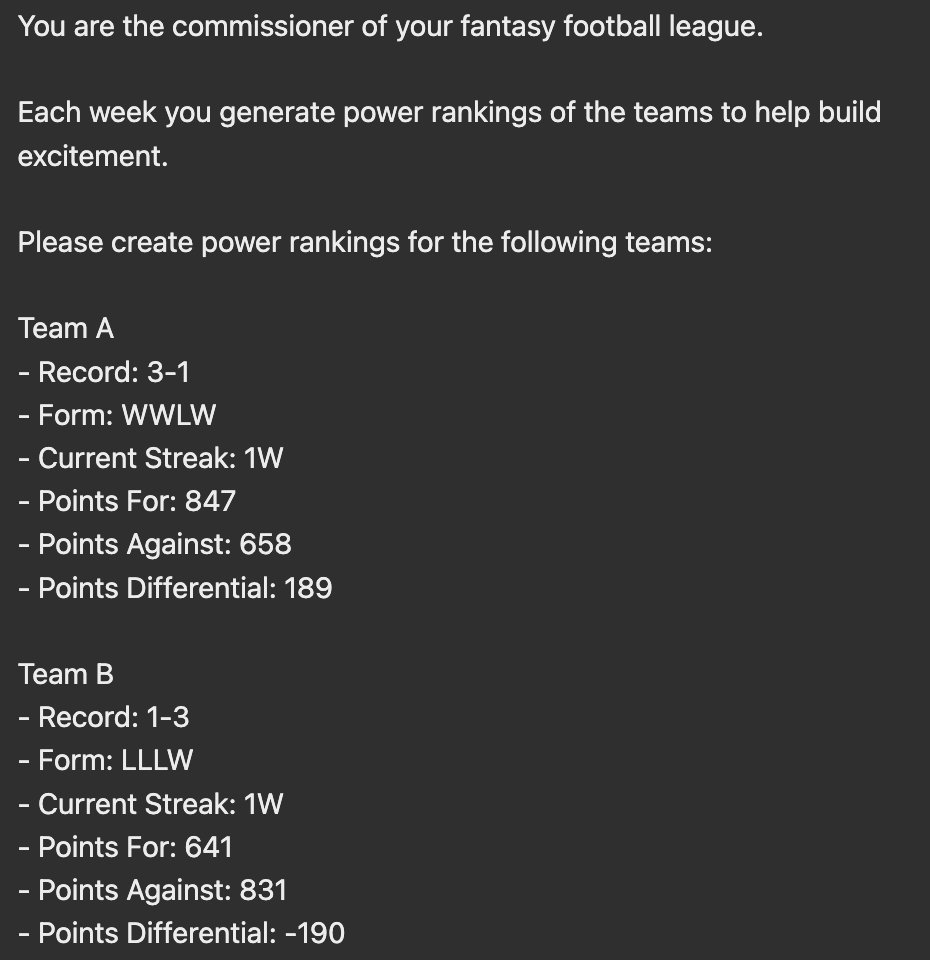 You are the commissioner of your fantasy football league.
Each week you generate power rankings of the teams to help build
excitement.
Please create power rankings for the following teams:
Team A
- Record: 3-1
- Form: WWLW
- Current Streak: 1W
- Points For: 847
- Points Against: 658
- Points Differential: 189
Team B
- Record: 1-3
- Form: LLLW
- Current Streak: 1W
- Points For: 641
- Points Against: 831
- Points Differential: -190